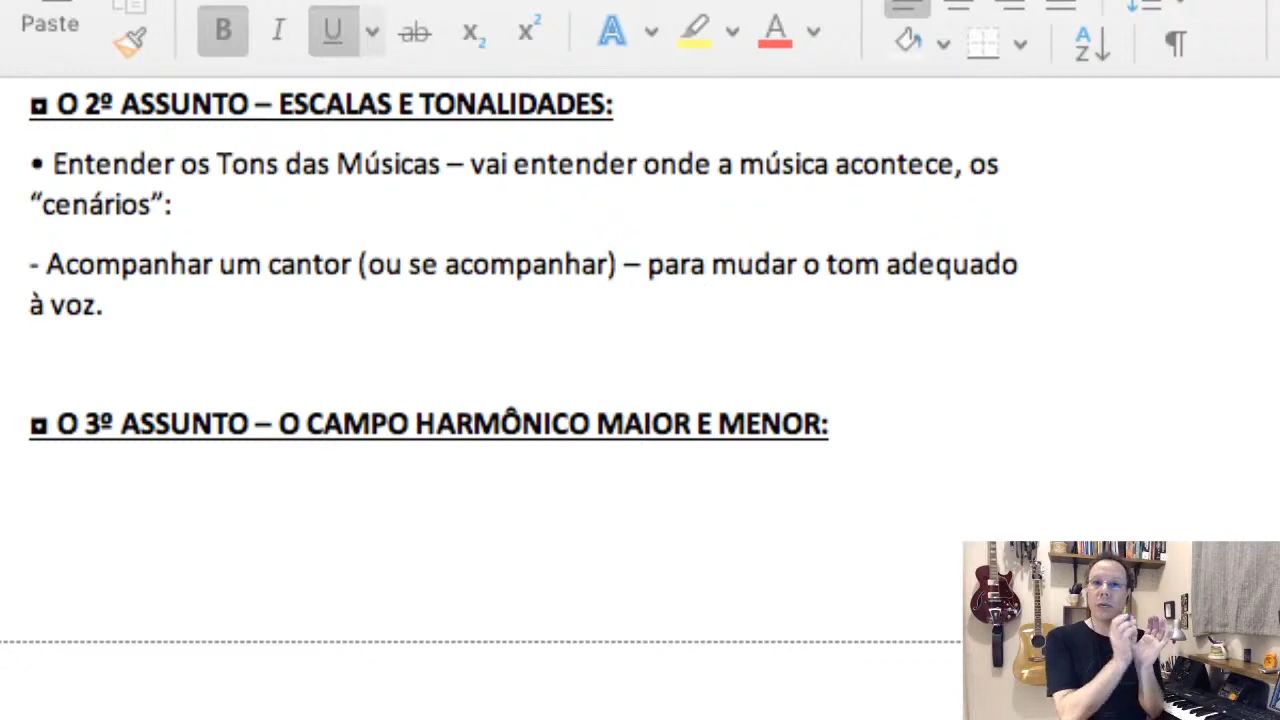 Paste
B I U ab x₂ x² A A A
Z
¶
◘ O 2º ASSUNTO – ESCALAS E TONALIDADES:
• Entender os Tons das Músicas – vai entender onde a música acontece, os
“cenários”:
- Acompanhar um cantor (ou se acompanhar) – para mudar o tom adequado
à voz.
◘ O 3º ASSUNTO – O CAMPO HARMÔNICO MAIOR E MENOR: